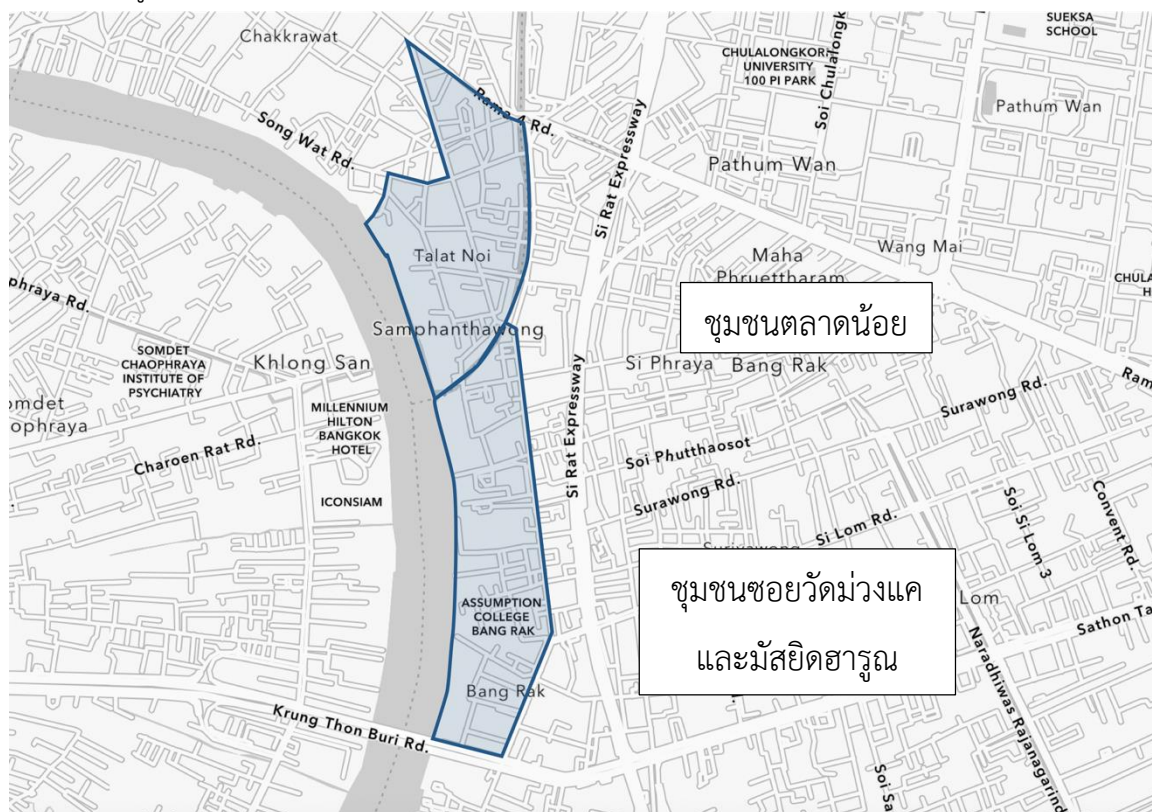 Chakkrawat
SUEKSA
SCHOOL
CHULALONGKORN
UNIVERSITY
100 PI PARK
Soi Chulalongk
Pathum Wan
Rama 4 Rd.
Song Wat Rd.
Si Rat Expressway
Pathum Wan
Talat Noi
Wang Mai
Maha
Phruettharam
CHULA
H
phraya Rd.
ชุมชนตลาดน้อย
Samphanthawong
SOMDET
CHAOPHRAYA
INSTITUTE OF
PSYCHIATRY
Khlong San
Si Phraya
Bang Rak
Ram
omdet
aophraya
MILLENNIUM
HILTON
BANGKOK
HOTEL
Surawong Rd.
Si Rat Expressway
Charoen Rat Rd.
Soi Phutthaosot
ICONSIAM
Surawong Rd.
Convent Rd.
Soi Si Lom 3
Si Lom Rd.
ชุมชนซอยวัดม่วงแค
และมัสยิดฮารูณ
ASSUMPTION
COLLEGE
BANG RAK
Lom
Sathon Ta
Bang Rak
Krung Thon Buri Rd.
Naradhiwas Rajanagarind
Soi Sa